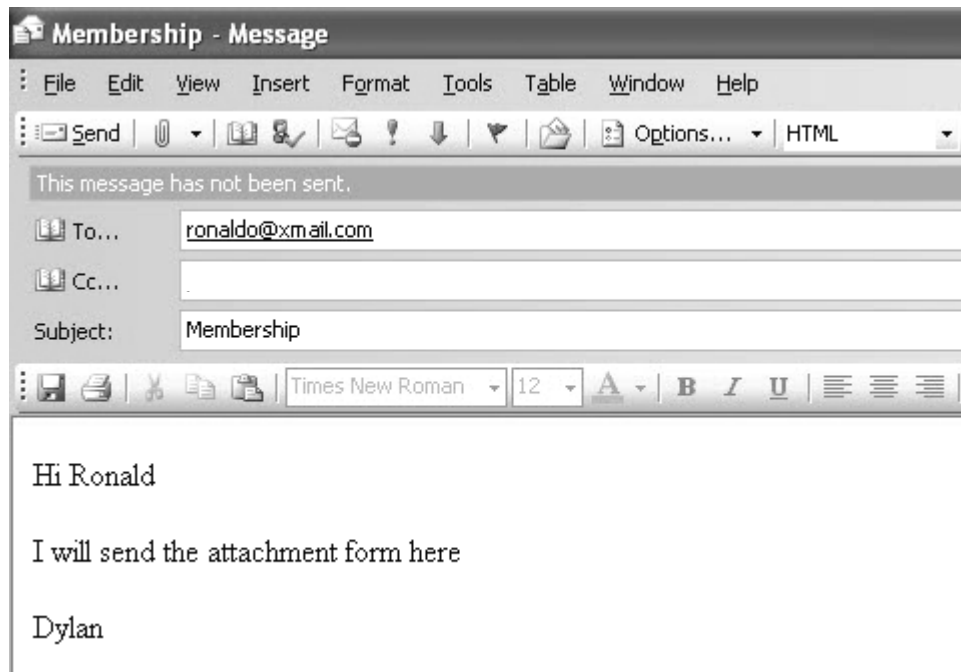 Membership - Message
File Edit View Insert Format Tools Table Window Help
Send Options... HTML
This message has not been sent.
To... ronaldo@xmail.com
Cc...
Subject: Membership
Times New Roman 12 A B I U
Hi Ronald
I will send the attachment form here
Dylan